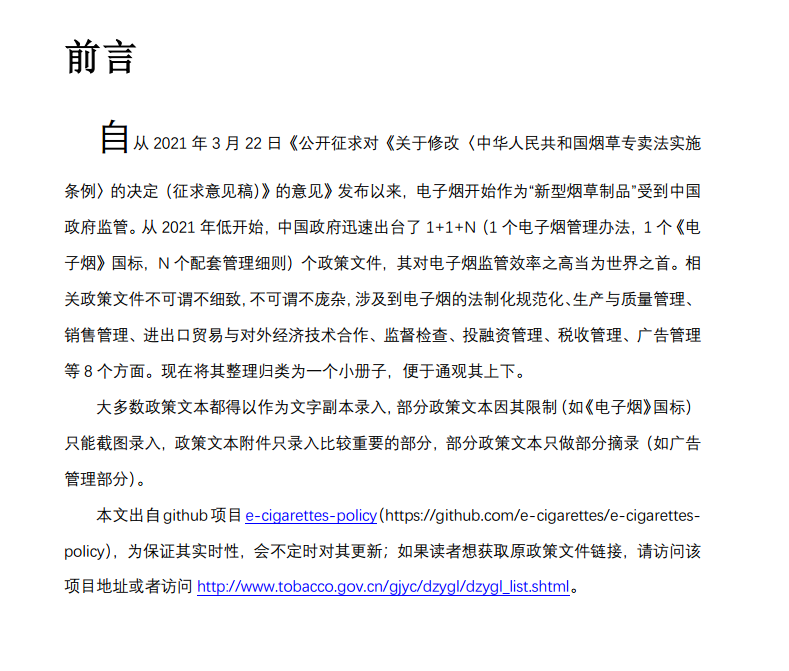 前言
自从 2021 年 3 月 22 日《公开征求对《关于修改〈中华人民共和国烟草专卖法实施
条例〉的决定（征求意见稿）》的意见》发布以来，电子烟开始作为“新型烟草制品”受到中国
政府监管。从 2021 年低开始，中国政府迅速出台了 1+1+N（1 个电子烟管理办法，1 个《电
子烟》国标，N 个配套管理细则）个政策文件，其对电子烟监管效率之高当为世界之首。相
关政策文件不可谓不细致，不可谓不庞杂，涉及到电子烟的法制化规范化、生产与质量管理、
销售管理、进出口贸易与对外经济技术合作、监督检查、投融资管理、税收管理、广告管理
等 8 个方面。现在将其整理归类为一个小册子，便于通观其上下。
大多数政策文本都得以作为文字副本录入，部分政策文本因其限制（如《电子烟》国标）
只能截图录入，政策文本附件只录入比较重要的部分，部分政策文本只做部分摘录（如广告
管理部分）。
本文出自 github 项目 e-cigarettes-policy(https://github.com/e-cigarettes/e-cigarettes-
policy)，为保证其实时性，会不定时对其更新；如果读者想获取原政策文件链接，请访问该
项目地址或者访问 http://www.tobacco.gov.cn/gjyc/dzygl/dzygl_list.shtml。